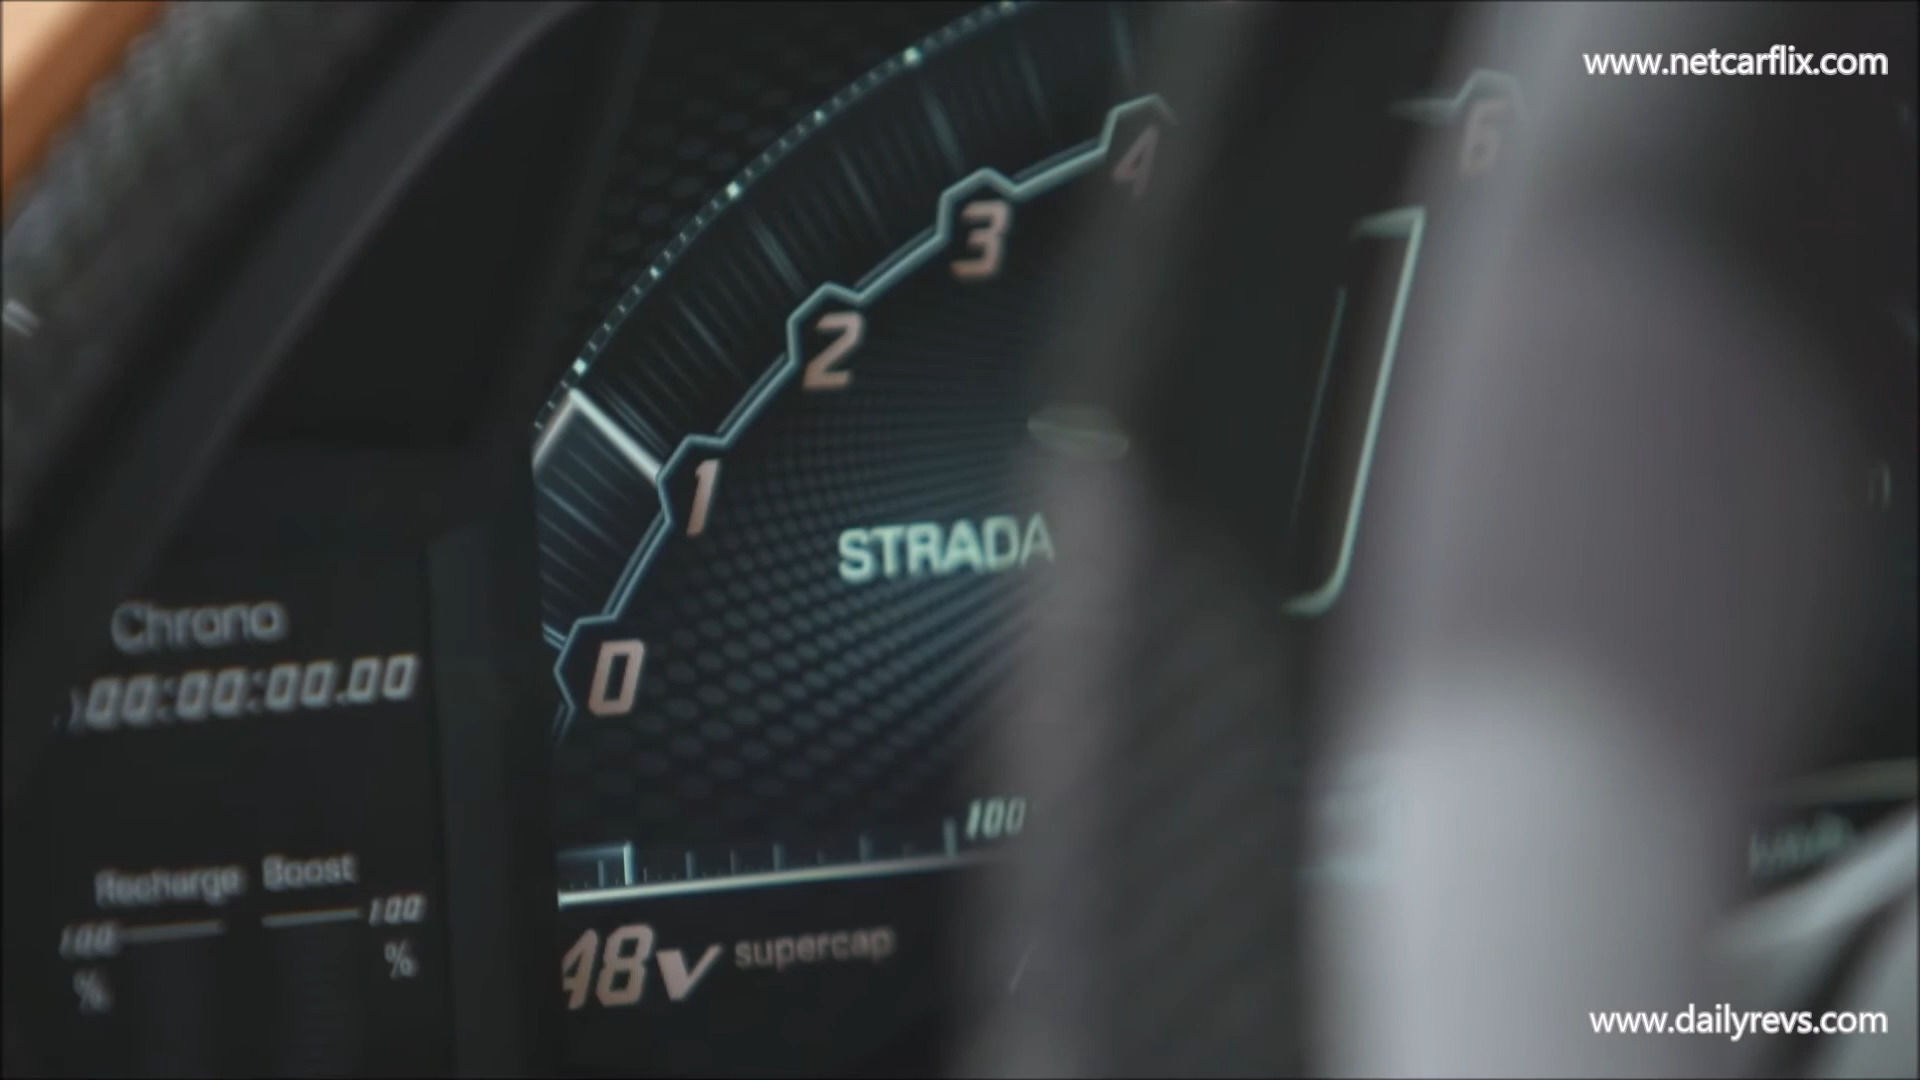 www.netcarflix.com
6
4
3
2
1
STRADA
0
Chrono
00:00:00.00
100
Recharge Boost
100 100
% %
48v supercap
www.dailyrevs.com